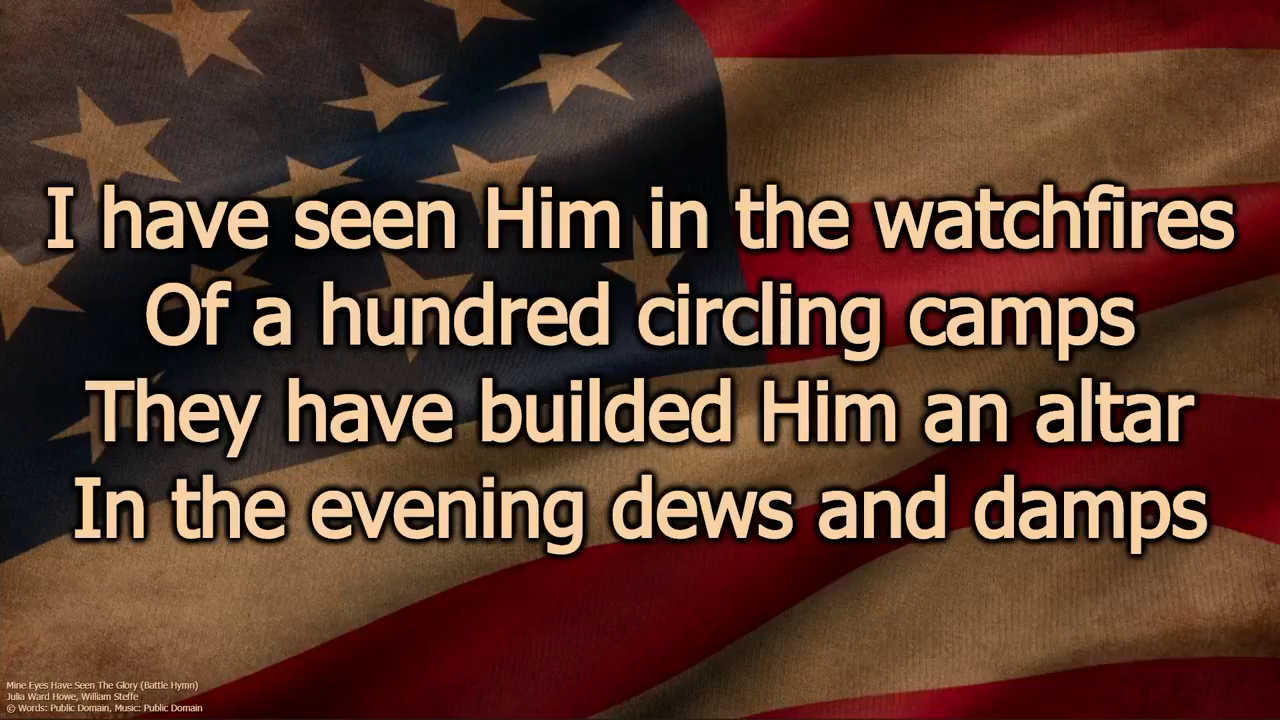 I have seen Him in the watchfires
Of a hundred circling camps
They have builded Him an altar
In the evening dews and damps
Mine Eyes Have Seen The Glory (Battle Hymn)
Julia Ward Howe, William Steffe
© Words: Public Domain, Music: Public Domain